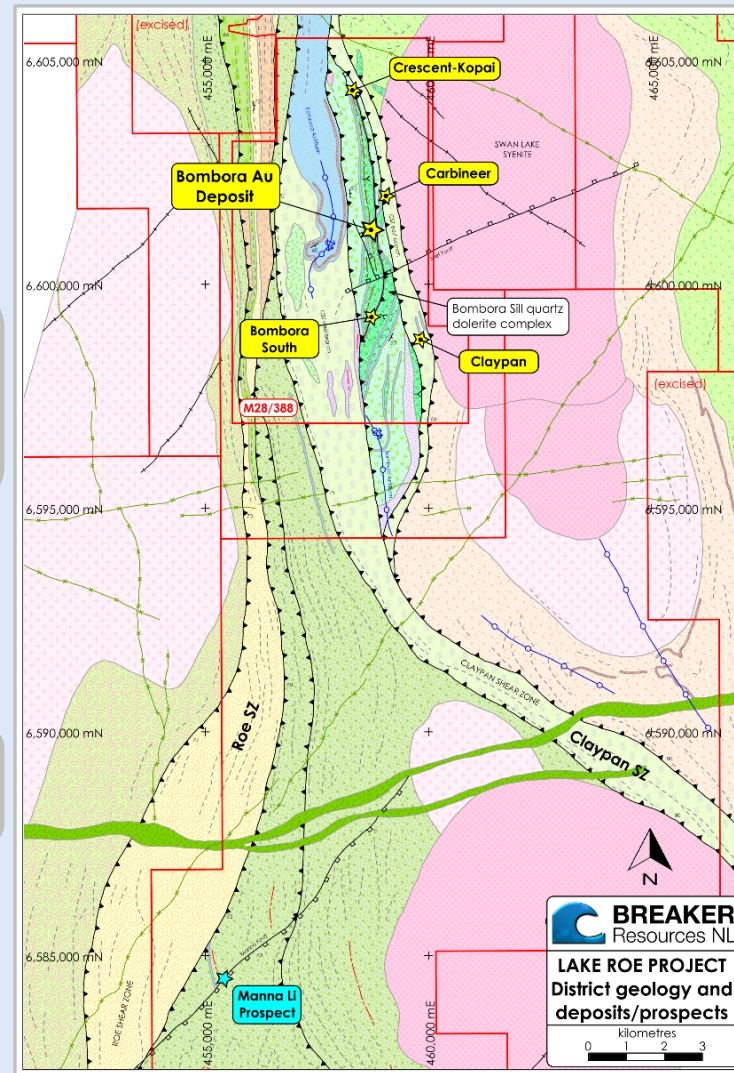 (excised)
455,000 mE
460,000 mE
465,000 mE
6,605,000 mN
6,605,000 mN
Crescent-Kopai
SWAN LAKE
SYENITE
Bombora Au
Deposit
Carbineer
6,600,000 mN
6,600,000 mN
Bombora Sill quartz
dolerite complex
Bombora
South
Claypan
(excised)
M28/388
6,595,000 mN
6,595,000 mN
CLAYPAN SHEAR ZONE
Roe SZ
6,590,000 mN
6,590,000 mN
Claypan SZ
N
BREAKER
Resources NL
6,585,000 mN
LAKE ROE PROJECT
District geology and
deposits/prospects
Manna Li
Prospect
ROE SHEAR ZONE
455,000 mE
460,000 mE
kilometres
0 1 2 3